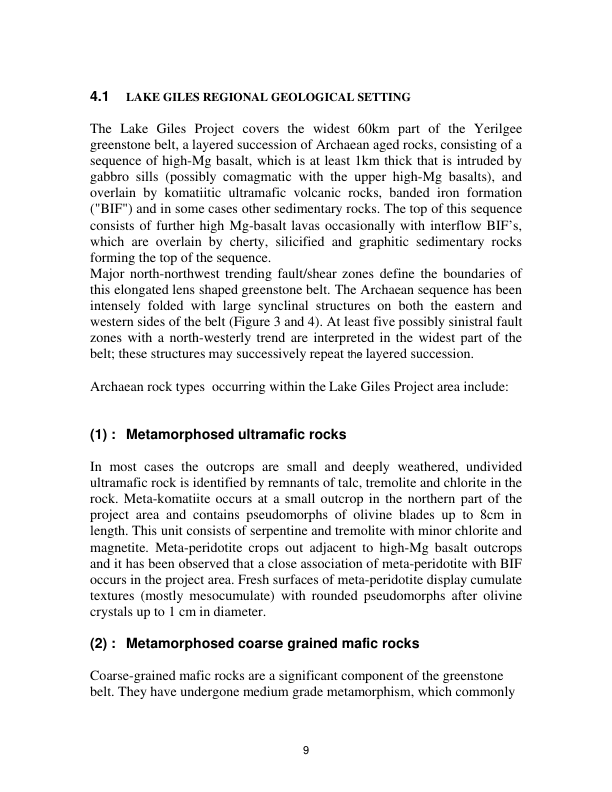 4.1 LAKE GILES REGIONAL GEOLOGICAL SETTING
The Lake Giles Project covers the widest 60km part of the Yerilgee
greenstone belt, a layered succession of Archaean aged rocks, consisting of a
sequence of high-Mg basalt, which is at least 1km thick that is intruded by
gabbro sills (possibly comagmatic with the upper high-Mg basalts), and
overlain by komatiitic ultramafic volcanic rocks, banded iron formation
("BIF") and in some cases other sedimentary rocks. The top of this sequence
consists of further high Mg-basalt lavas occasionally with interflow BIF's,
which are overlain by cherty, silicified and graphitic sedimentary rocks
forming the top of the sequence.
Major north-northwest trending fault/shear zones define the boundaries of
this elongated lens shaped greenstone belt. The Archaean sequence has been
intensely folded with large synclinal structures on both the eastern and
western sides of the belt (Figure 3 and 4). At least five possibly sinistral fault
zones with a north-westerly trend are interpreted in the widest part of the
belt; these structures may successively repeat the layered succession.
Archaean rock types occurring within the Lake Giles Project area include:
(1) : Metamorphosed ultramafic rocks
In most cases the outcrops are small and deeply weathered, undivided
ultramafic rock is identified by remnants of talc, tremolite and chlorite in the
rock. Meta-komatiite occurs at a small outcrop in the northern part of the
project area and contains pseudomorphs of olivine blades up to 8cm in
length. This unit consists of serpentine and tremolite with minor chlorite and
magnetite. Meta-peridotite crops out adjacent to high-Mg basalt outcrops
and it has been observed that a close association of meta-peridotite with BIF
occurs in the project area. Fresh surfaces of meta-peridotite display cumulate
textures (mostly mesocumulate) with rounded pseudomorphs after olivine
crystals up to 1 cm in diameter.
(2) : Metamorphosed coarse grained mafic rocks
Coarse-grained mafic rocks are a significant component of the greenstone
belt. They have undergone medium grade metamorphism, which commonly
9